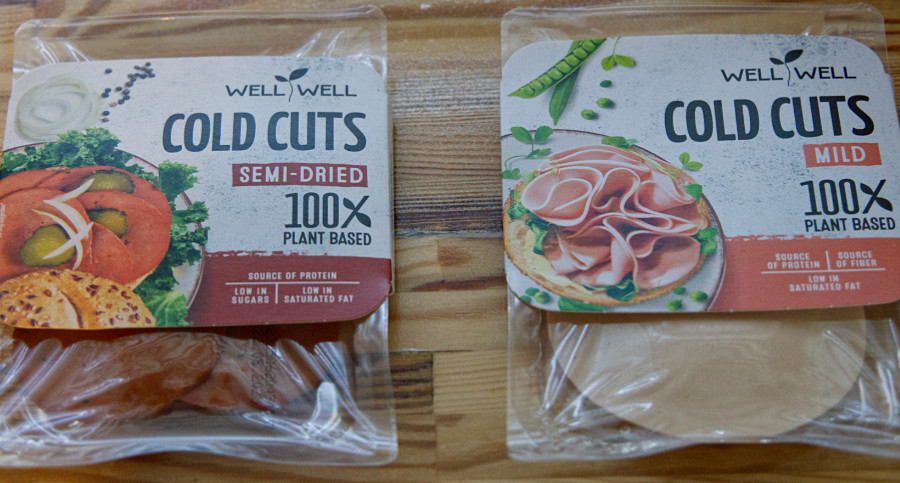 WELL WELL
COLD CUTS
SEMI-DRIED
100%
PLANT BASED
SOURCE OF PROTEIN
LOW IN
SUGARS
LOW IN
SATURATED FAT
WELL WELL
COLD CUTS
MILD
100%
PLANT BASED
SOURCE
OF PROTEIN
SOURCE
OF FIBER
LOW IN
SATURATED FAT